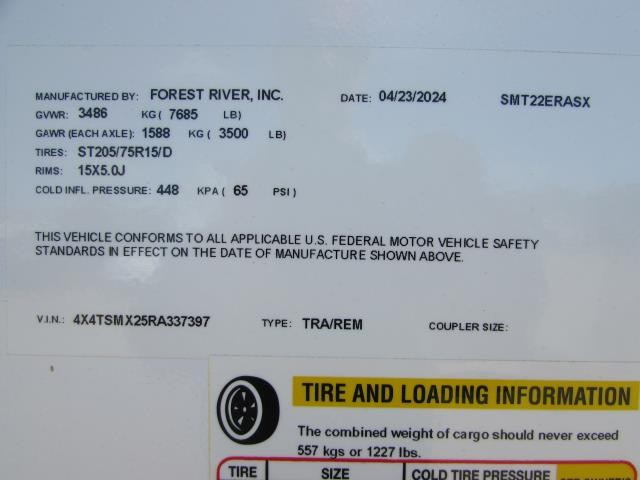 MANUFACTURED BY: FOREST RIVER, INC. DATE: 04/23/2024 SMT22ERASX
GVWR: 3486 KG ( 7685 LB)
GAWR (EACH AXLE): 1588 KG ( 3500 LB)
TIRES: ST205/75R15/D
RIMS: 15X5.0J
COLD INFL. PRESSURE: 448 KPA ( 65 PSI )
THIS VEHICLE CONFORMS TO ALL APPLICABLE U.S. FEDERAL MOTOR VEHICLE SAFETY
STANDARDS IN EFFECT ON THE DATE OF MANUFACTURE SHOWN ABOVE.
V.I.N.: 4X4TSMX25RA337397 TYPE: TRA/REM COUPLER SIZE:
TIRE AND LOADING INFORMATION
The combined weight of cargo should never exceed
557 kgs or 1227 lbs.
TIRE SIZE COLD TIRE PRESSURE